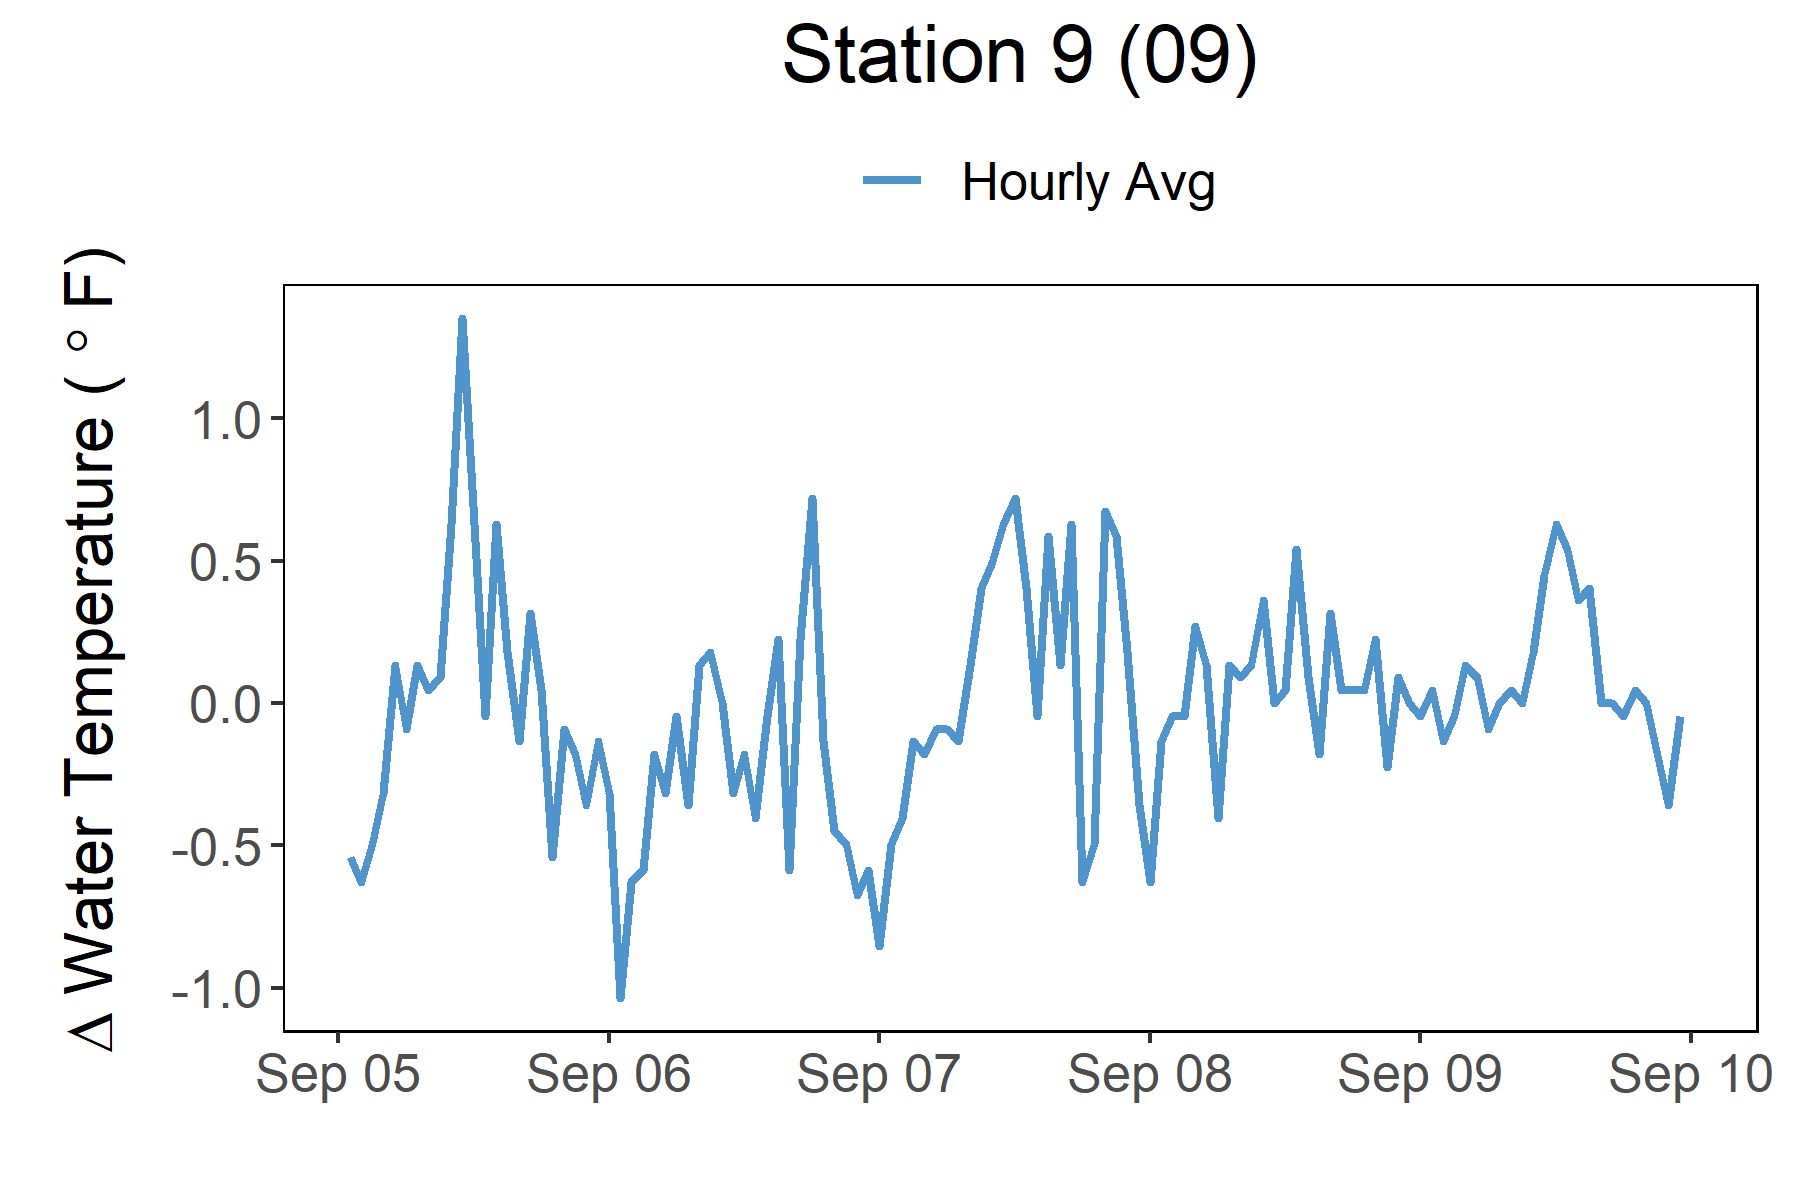 Station 9 (09)
Hourly Avg
Δ Water Temperature ( ° F)
1.0
0.5
0.0
-0.5
-1.0
Sep 05 Sep 06 Sep 07 Sep 08 Sep 09 Sep 10